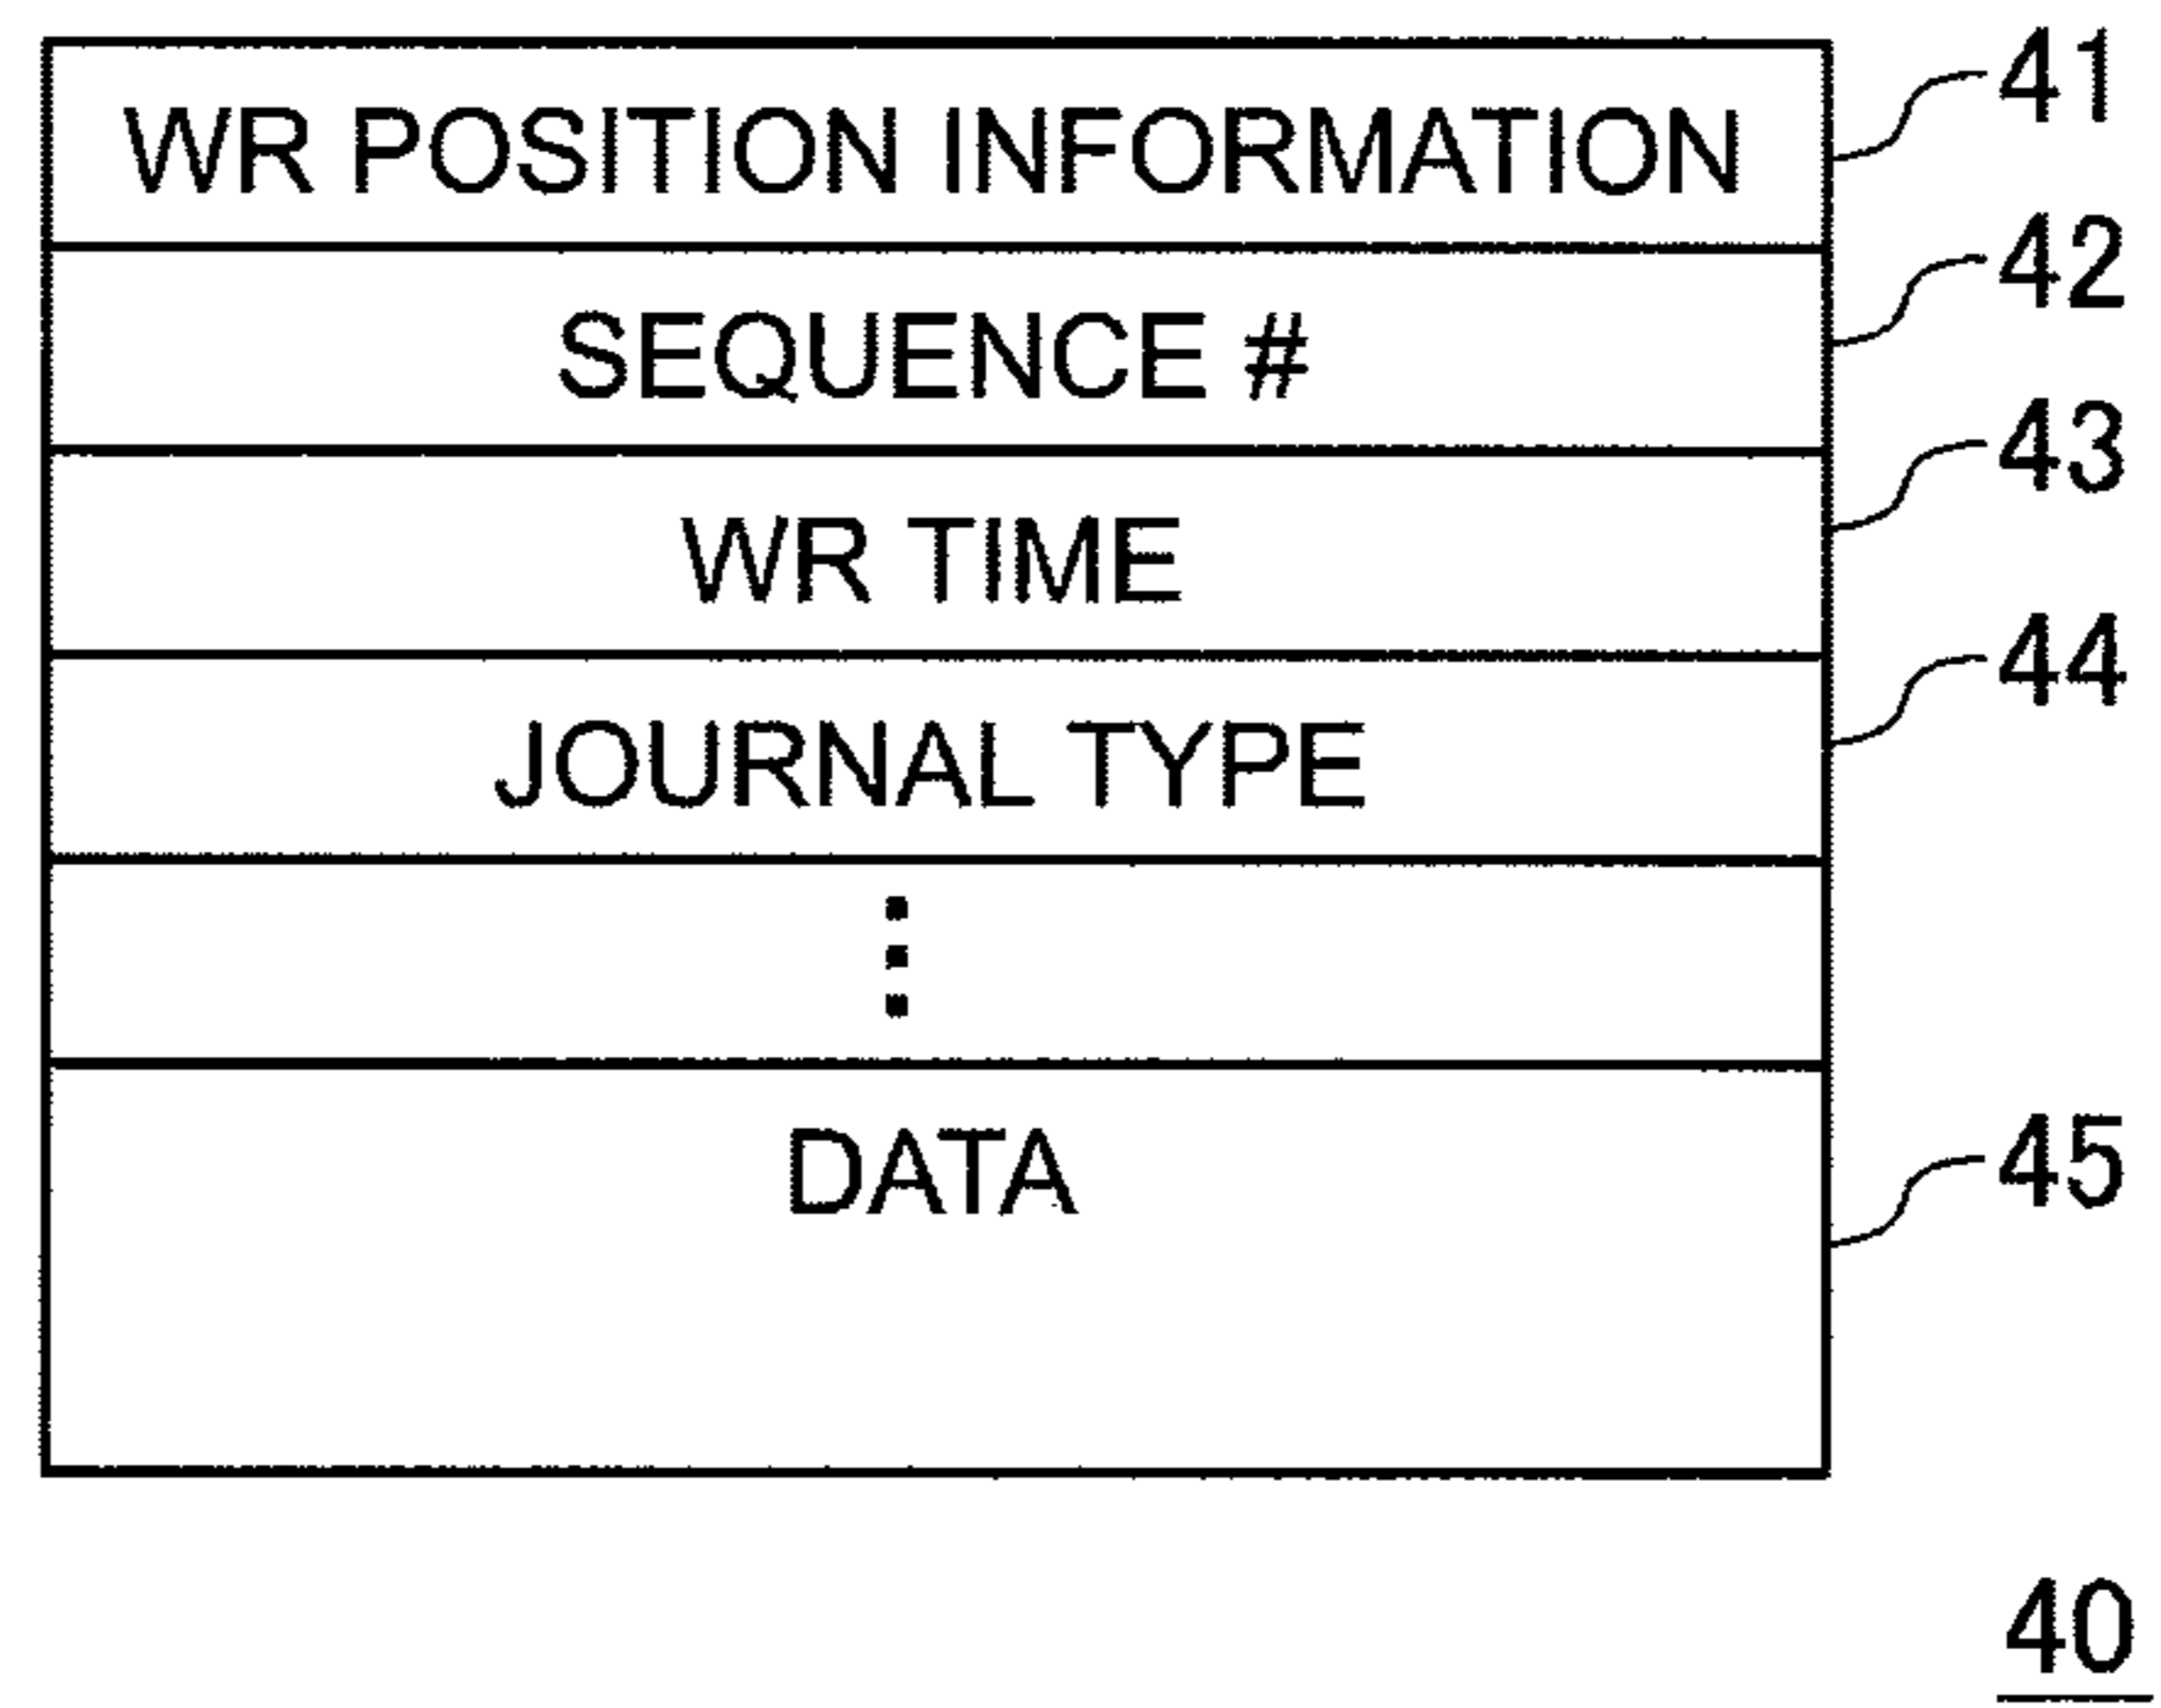 WR POSITION INFORMATION 41
SEQUENCE # 42
WR TIME 43
JOURNAL TYPE 44
DATA 45
40